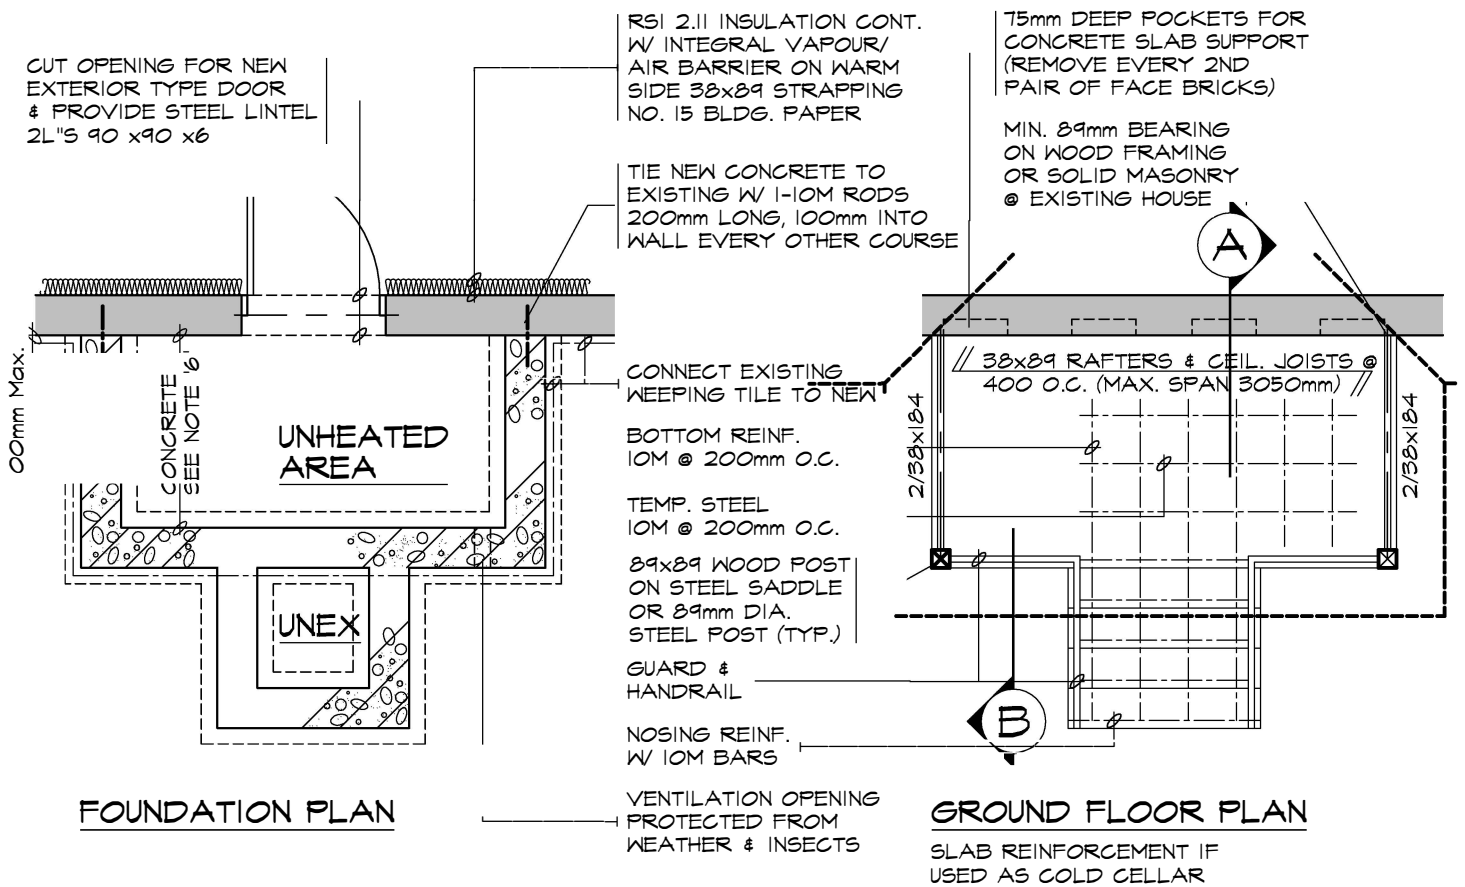 CUT OPENING FOR NEW
EXTERIOR TYPE DOOR
& PROVIDE STEEL LINTEL
2L"S 90 x90 x6
RSI 2.11 INSULATION CONT.
W/ INTEGRAL VAPOUR/
AIR BARRIER ON WARM
SIDE 38x89 STRAPPING
NO. 15 BLDG. PAPER
TIE NEW CONCRETE TO
EXISTING W/ 1-10M RODS
200mm LONG, 100mm INTO
WALL EVERY OTHER COURSE
75mm DEEP POCKETS FOR
CONCRETE SLAB SUPPORT
(REMOVE EVERY 2ND
PAIR OF FACE BRICKS)
MIN. 89mm BEARING
ON WOOD FRAMING
OR SOLID MASONRY
@ EXISTING HOUSE
A
00mm Max.
CONCRETE
SEE NOTE '6'
UNHEATED
AREA
UNEX
CONNECT EXISTING
WEEPING TILE TO NEW
BOTTOM REINF.
10M @ 200mm O.C.
TEMP. STEEL
10M @ 200mm O.C.
89x89 WOOD POST
ON STEEL SADDLE
OR 89mm DIA.
STEEL POST (TYP.)
GUARD &
HANDRAIL
NOSING REINF.
W/ 10M BARS
VENTILATION OPENING
PROTECTED FROM
WEATHER & INSECTS
38x89 RAFTERS & CEIL. JOISTS @
400 O.C. (MAX. SPAN 3050mm)
2/38x184
2/38x184
B
FOUNDATION PLAN
GROUND FLOOR PLAN
SLAB REINFORCEMENT IF
USED AS COLD CELLAR